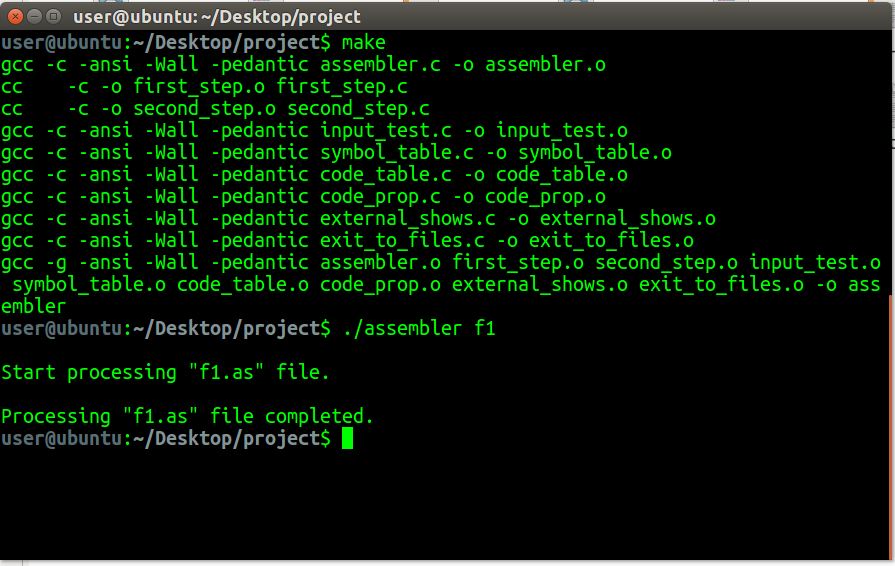 user@ubuntu: ~/Desktop/project
user@ubuntu:~/Desktop/project$ make
gcc -c -ansi -Wall -pedantic assembler.c -o assembler.o
cc    -c -o first_step.o first_step.c
cc    -c -o second_step.o second_step.c
gcc -c -ansi -Wall -pedantic input_test.c -o input_test.o
gcc -c -ansi -Wall -pedantic symbol_table.c -o symbol_table.o
gcc -c -ansi -Wall -pedantic code_table.c -o code_table.o
gcc -c -ansi -Wall -pedantic code_prop.c -o code_prop.o
gcc -c -ansi -Wall -pedantic external_shows.c -o external_shows.o
gcc -c -ansi -Wall -pedantic exit_to_files.c -o exit_to_files.o
gcc -g -ansi -Wall -pedantic assembler.o first_step.o second_step.o input_test.o
 symbol_table.o code_table.o code_prop.o external_shows.o exit_to_files.o -o ass
embler
user@ubuntu:~/Desktop/project$ ./assembler f1
Start processing "f1.as" file.
Processing "f1.as" file completed.
user@ubuntu:~/Desktop/project$